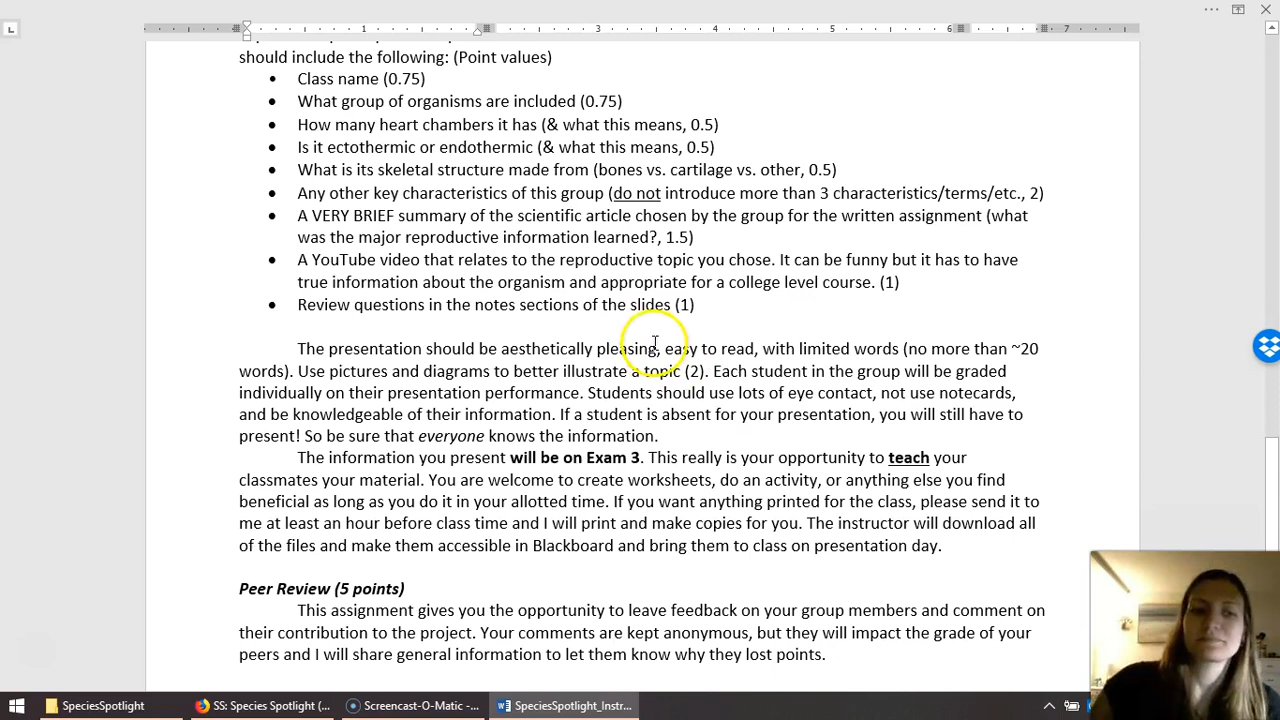 1 3 4 5 6 7
should include the following: (Point values)
• Class name (0.75)
• What group of organisms are included (0.75)
• How many heart chambers it has (& what this means, 0.5)
• Is it ectothermic or endothermic (& what this means, 0.5)
• What is its skeletal structure made from (bones vs. cartilage vs. other, 0.5)
• Any other key characteristics of this group (do not introduce more than 3 characteristics/terms/etc., 2)
• A VERY BRIEF summary of the scientific article chosen by the group for the written assignment (what
was the major reproductive information learned?, 1.5)
• A YouTube video that relates to the reproductive topic you chose. It can be funny but it has to have
true information about the organism and appropriate for a college level course. (1)
• Review questions in the notes sections of the slides (1)
The presentation should be aesthetically pleasing, easy to read, with limited words (no more than ~20
words). Use pictures and diagrams to better illustrate a topic (2). Each student in the group will be graded
individually on their presentation performance. Students should use lots of eye contact, not use notecards,
and be knowledgeable of their information. If a student is absent for your presentation, you will still have to
present! So be sure that everyone knows the information.
The information you present will be on Exam 3. This really is your opportunity to teach your
classmates your material. You are welcome to create worksheets, do an activity, or anything else you find
beneficial as long as you do it in your allotted time. If you want anything printed for the class, please send it to
me at least an hour before class time and I will print and make copies for you. The instructor will download all
of the files and make them accessible in Blackboard and bring them to class on presentation day.
Peer Review (5 points)
This assignment gives you the opportunity to leave feedback on your group members and comment on
their contribution to the project. Your comments are kept anonymous, but they will impact the grade of your
peers and I will share general information to let them know why they lost points.
SpeciesSpotlight SS: Species Spotlight (... Screencast-O-Matic - ... SpeciesSpotlight_Instr...